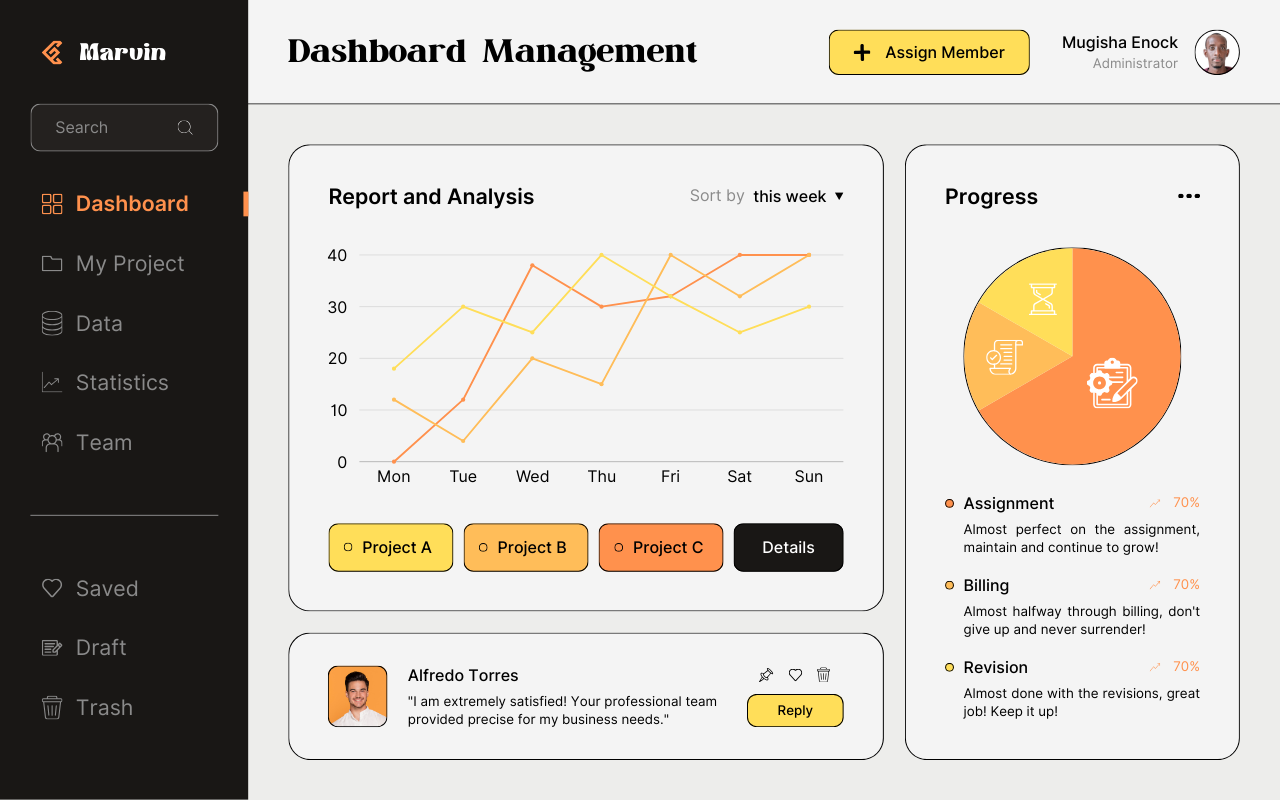 Marvin
Search
Dashboard
My Project
Data
Statistics
Team
Saved
Draft
Trash
Dashboard Management
Assign Member
Mugisha Enock
Administrator
Report and Analysis
Sort by this week
40
30
20
10
0
Mon Tue Wed Thu Fri Sat Sun
Project A
Project B
Project C
Details
Alfredo Torres
"I am extremely satisfied! Your professional team
provided precise for my business needs."
Reply
Progress
Assignment 70%
Almost perfect on the assignment,
maintain and continue to grow!
Billing 70%
Almost halfway through billing, don't
give up and never surrender!
Revision 70%
Almost done with the revisions, great
job! Keep it up!